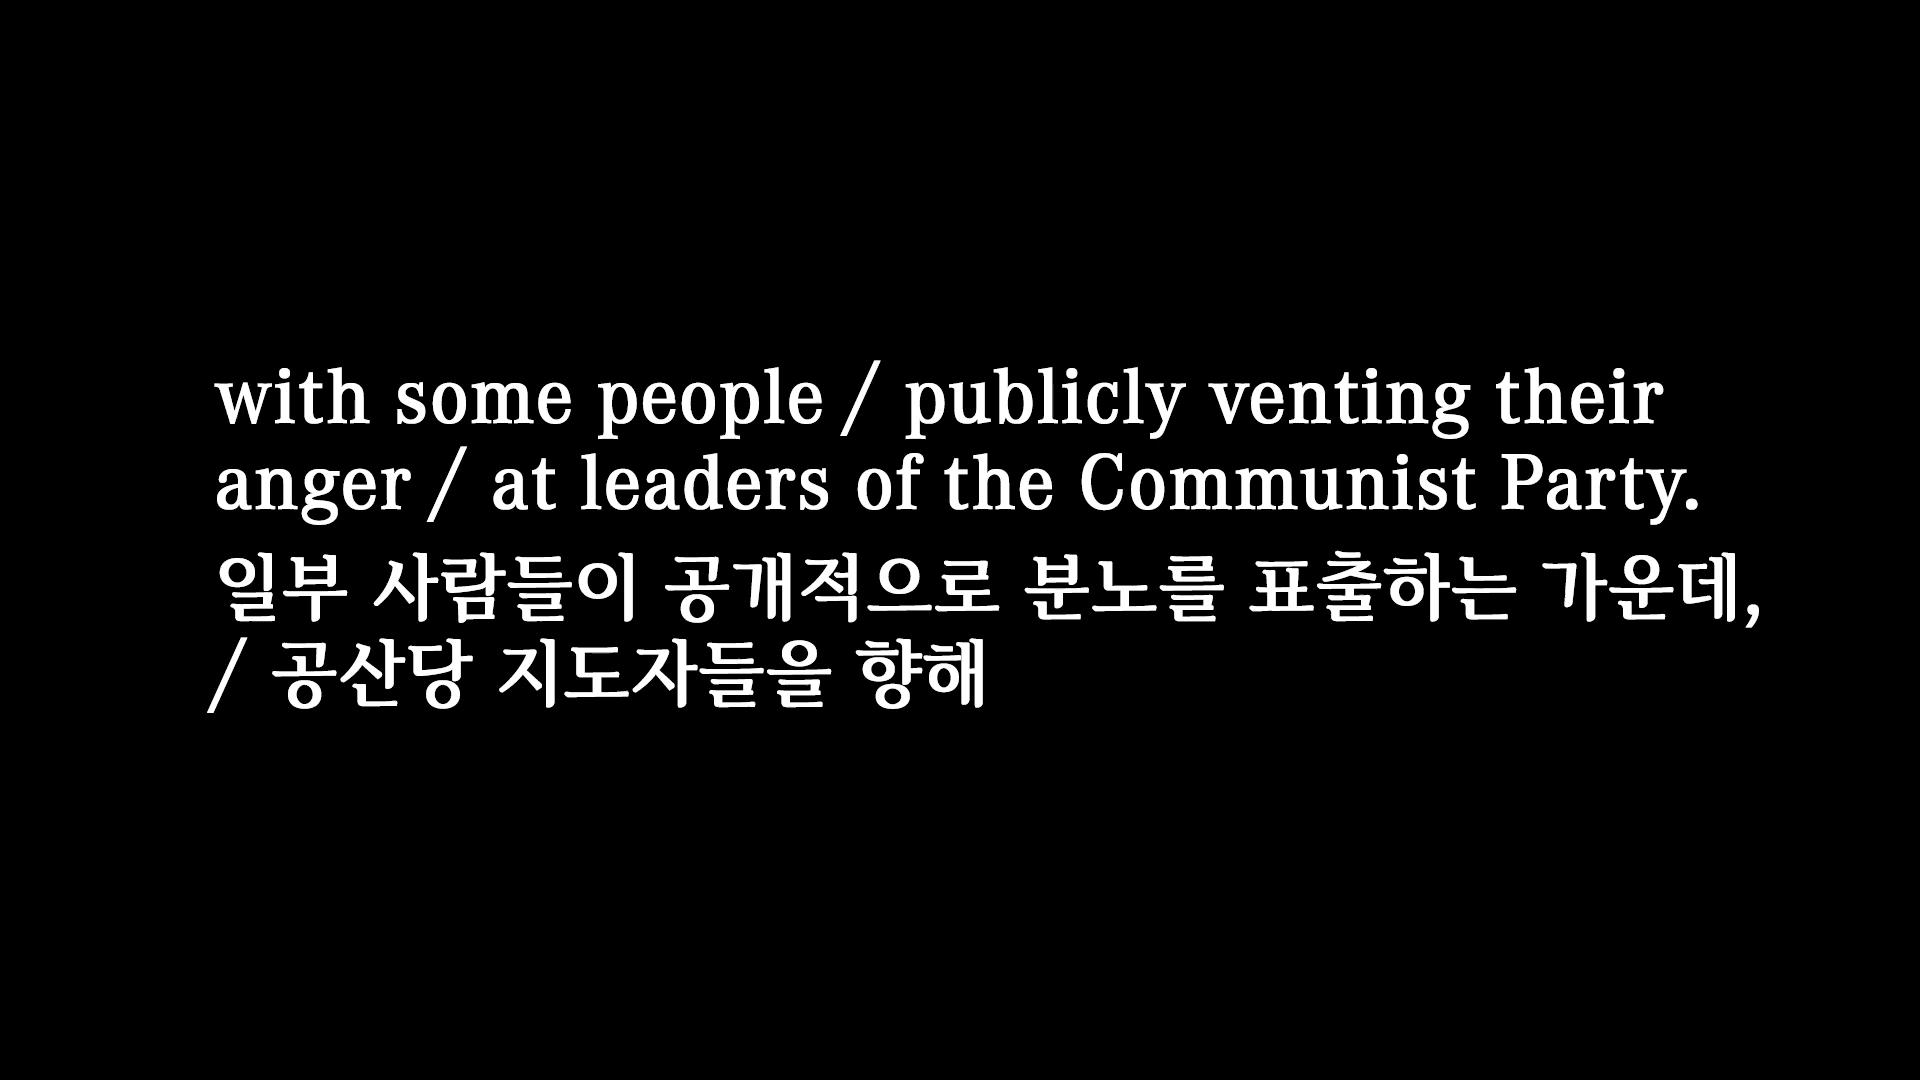 with some people / publicly venting their
anger / at leaders of the Communist Party.
일부 사람들이 공개적으로 분노를 표출하는 가운데,
/ 공산당 지도자들을 향해